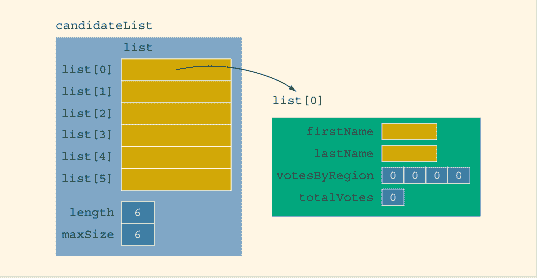 candidateList
list
list[0]
list[1]
list[2]
list[3]
list[4]
list[5]
length 6
maxSize 6
list[0]
firstName
lastName
votesByRegion 0 0 0 0
totalVotes 0